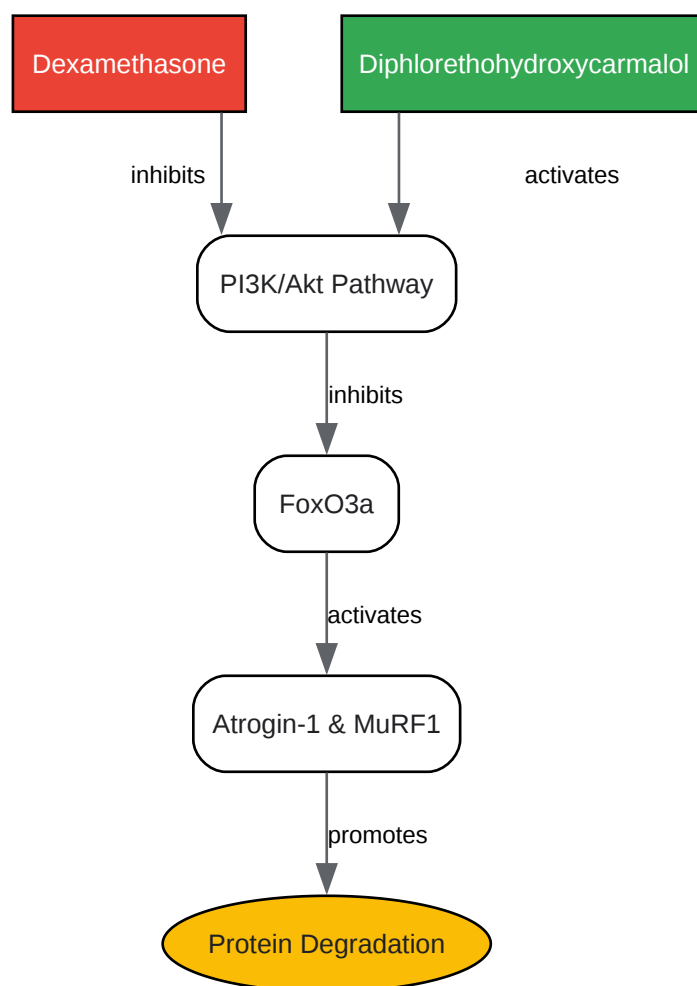 Dexamethasone
Diphlorethohydroxycarmalol
inhibits
activates
PI3K/Akt Pathway
inhibits
FoxO3a
activates
Atrogin-1 & MuRF1
promotes
Protein Degradation